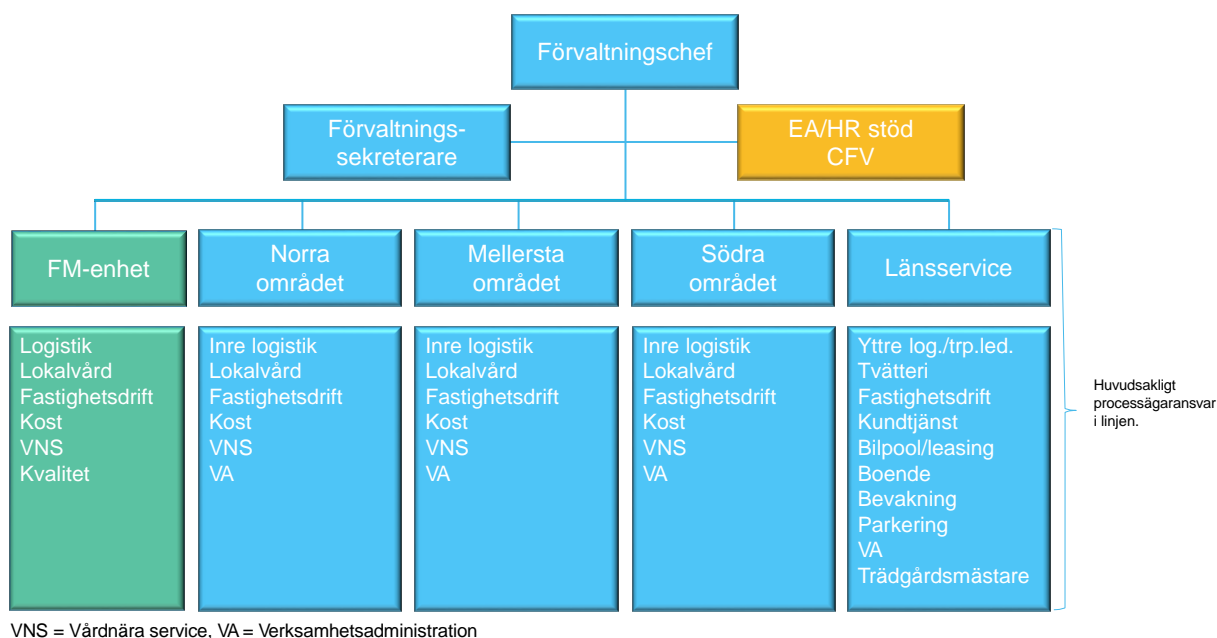 Förvaltningschef
Förvaltnings-
sekreterare
EA/HR stöd
CFV
FM-enhet
Norra
området
Mellersta
området
Södra
området
Länsservice
Logistik
Lokalvård
Fastighetsdrift
Kost
VNS
Kvalitet
Inre logistik
Lokalvård
Fastighetsdrift
Kost
VNS
VA
Inre logistik
Lokalvård
Fastighetsdrift
Kost
VNS
VA
Inre logistik
Lokalvård
Fastighetsdrift
Kost
VNS
VA
Yttre log./trp.led.
Tvätteri
Fastighetsdrift
Kundtjänst
Bilpool/leasing
Boende
Bevakning
Parkering
VA
Trädgårdsmästare
Huvudsakligt
processägaransvar
i linjen.
VNS = Vårdnära service, VA = Verksamhetsadministration